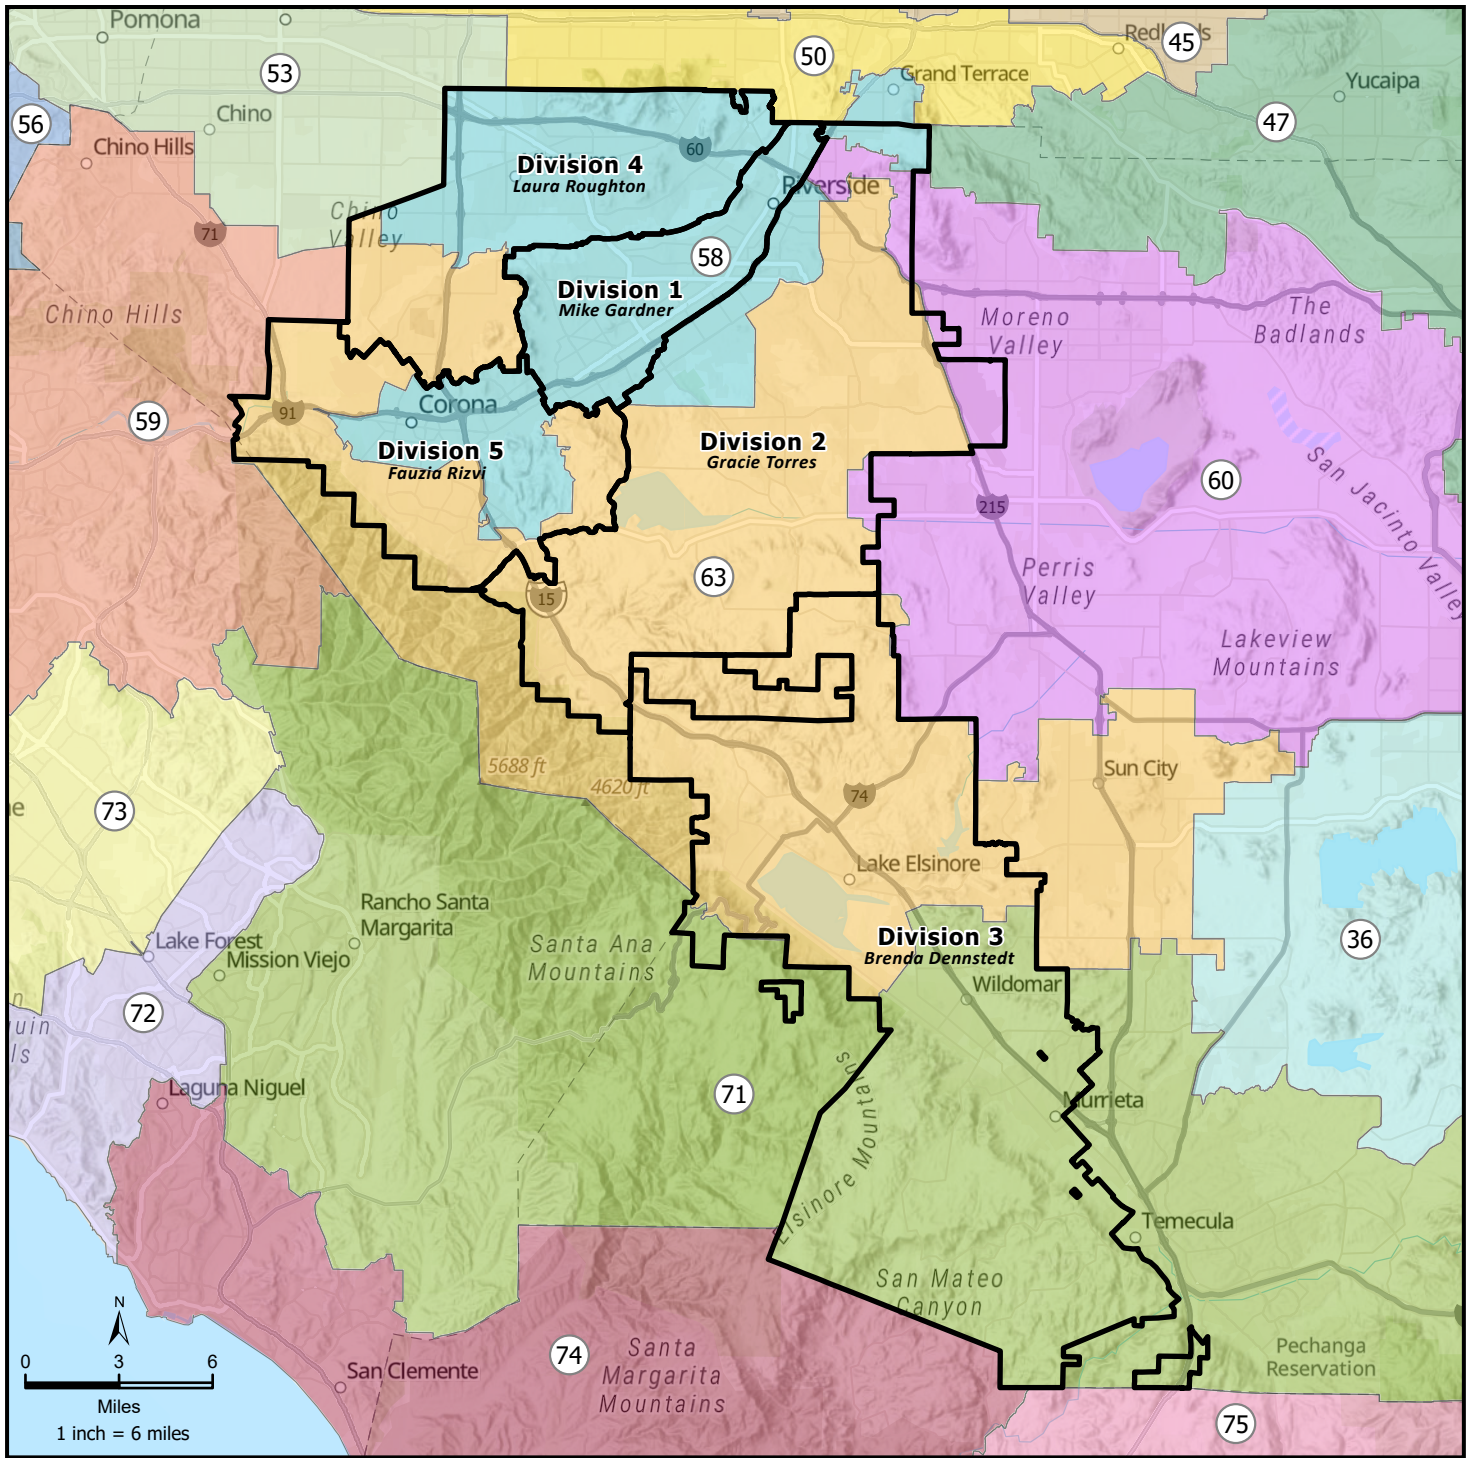 Pomona
53
50
Redlands
45
Grand Terrace
Yucaipa
56
Chino
47
Chino Hills
60
Division 4
Laura Roughton
Riverside
Chino
Valley
71
58
Division 1
Mike Gardner
Chino Hills
Moreno
Valley
The
Badlands
59
91
Corona
Division 5
Fauzia Rizvi
Division 2
Gracie Torres
60
San Jacinto Valley
215
63
Perris
Valley
15
Lakeview
Mountains
5688 ft
4620 ft
Sun City
73
74
Lake Elsinore
Rancho Santa
Margarita
Lake Forest
Mission Viejo
Santa Ana
Mountains
Division 3
Brenda Dennstedt
36
Wildomar
72
71
Laguna Niguel
Murrieta
Elsinore Mountains
Temecula
San Mateo
Canyon
N
0 3 6
Miles
1 inch = 6 miles
San Clemente
74
Santa
Margarita
Mountains
Pechanga
Reservation
75